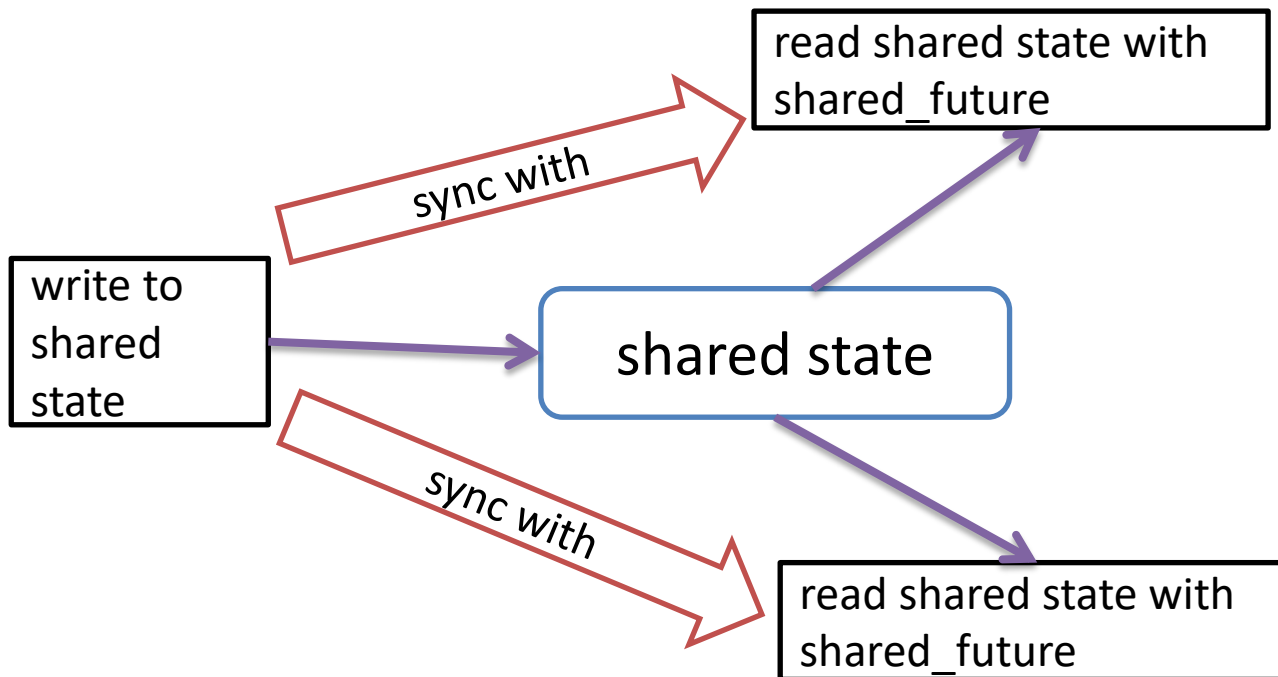 read shared state with
shared_future
sync with
write to
shared
state
shared state
sync with
read shared state with
shared_future